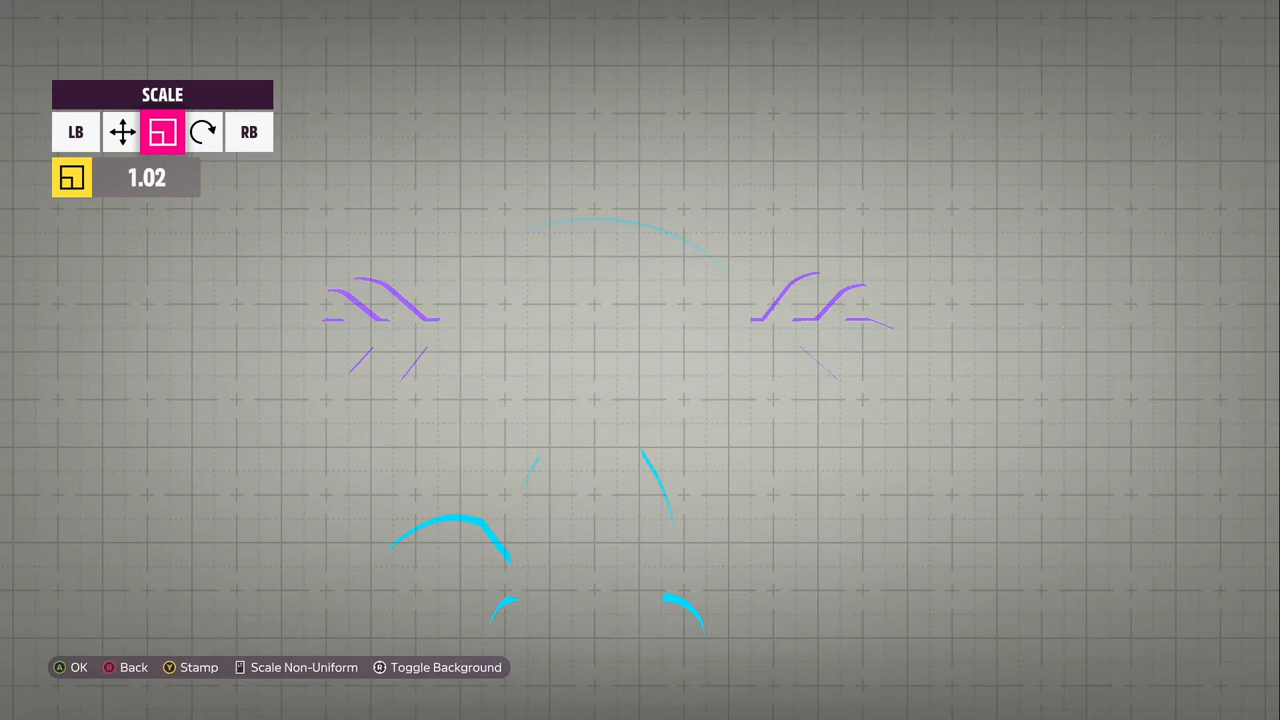 SCALE
LB RB
1.02
A OK B Back Y Stamp Scale Non-Uniform R Toggle Background